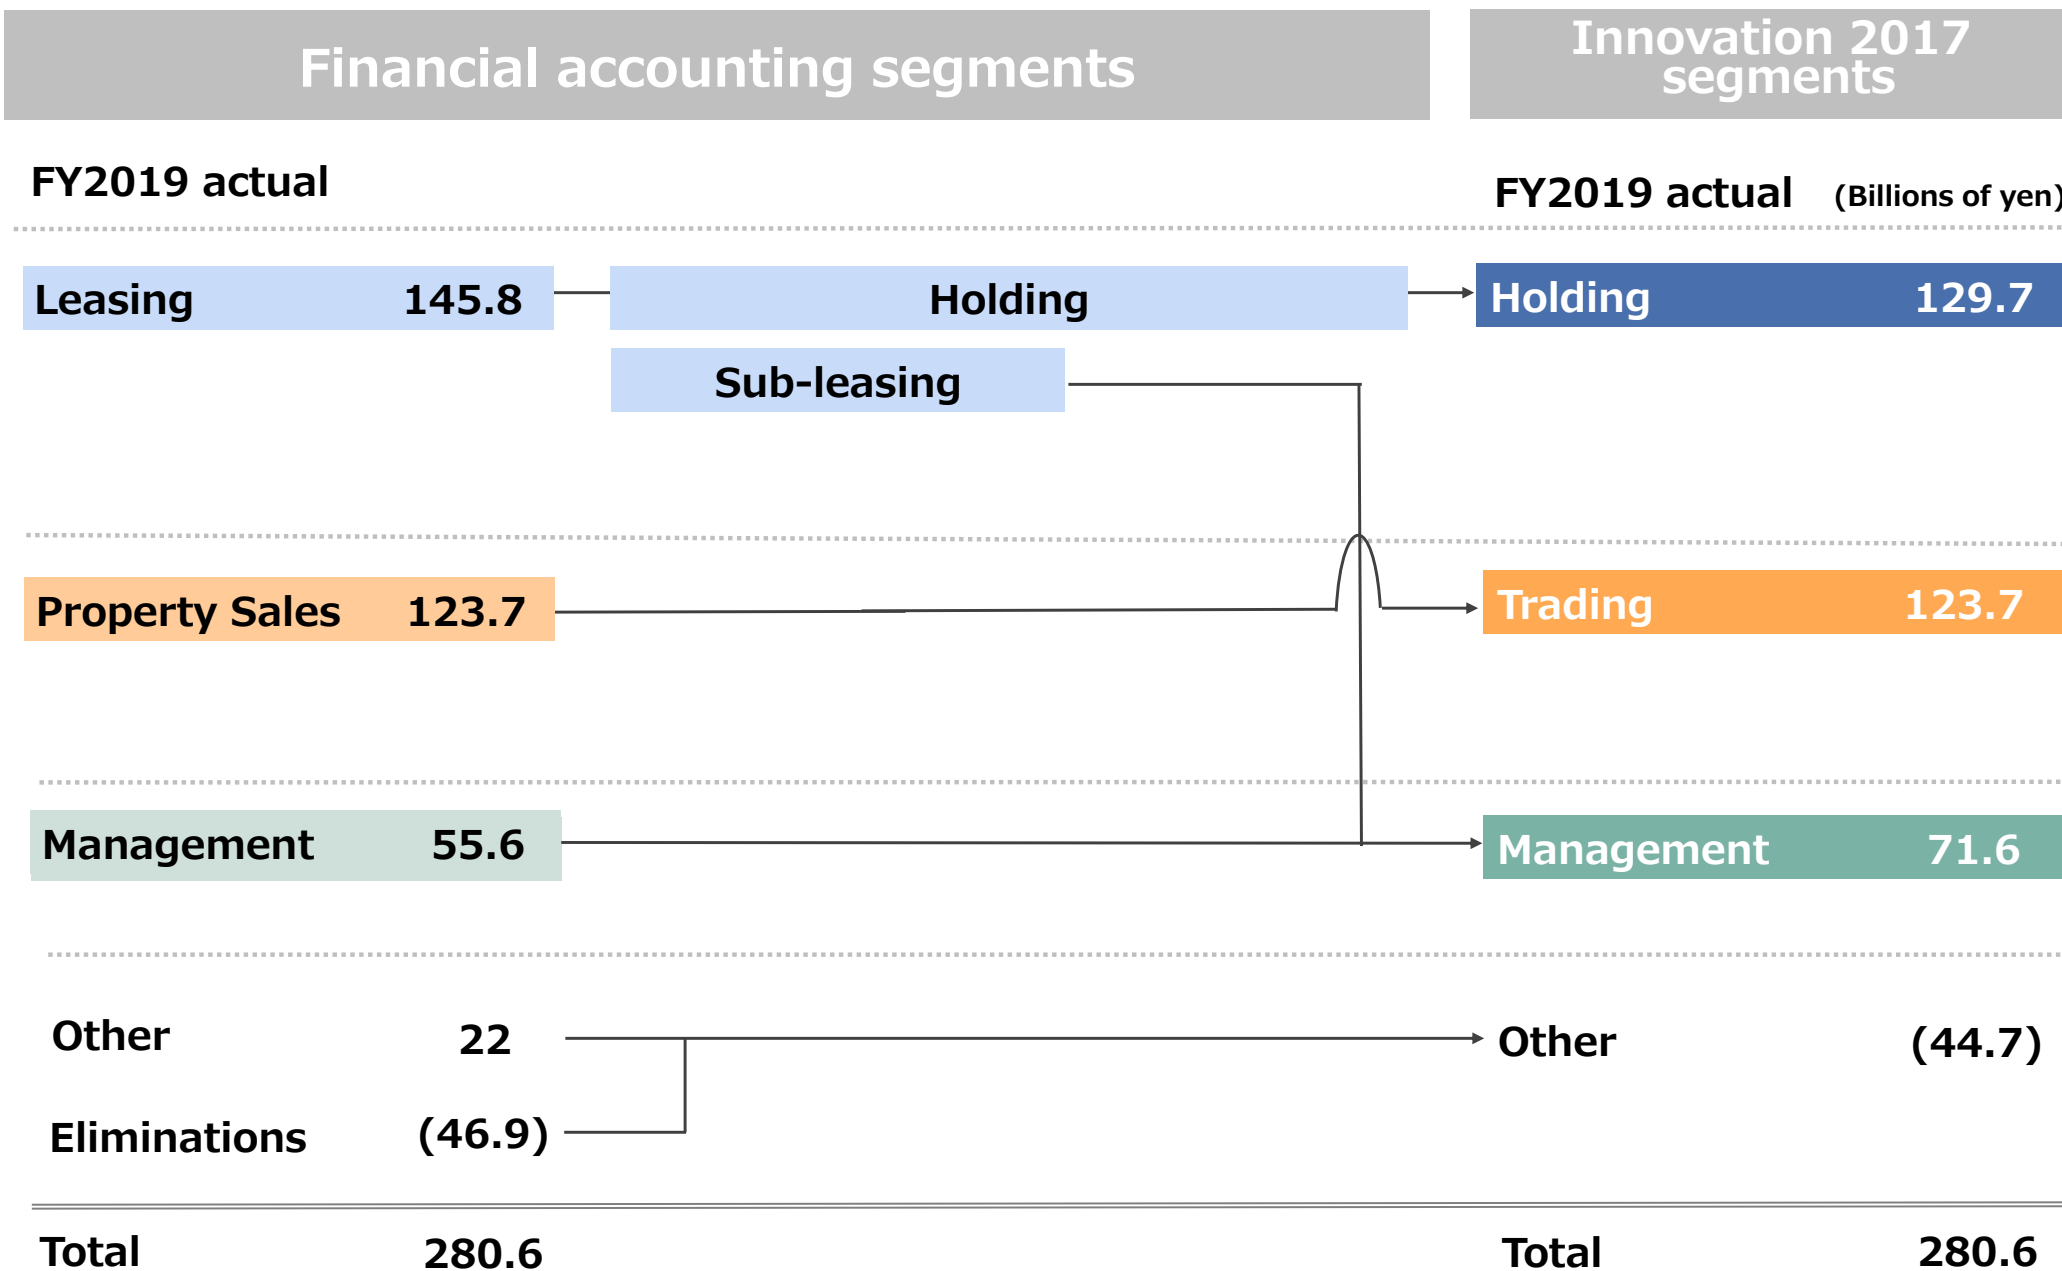 Financial accounting segments
Innovation 2017
segments
FY2019 actual
FY2019 actual (Billions of yen)
Leasing 145.8
Holding
Holding 129.7
Sub-leasing
Property Sales 123.7
Trading 123.7
Management 55.6
Management 71.6
Other 22
Other (44.7)
Eliminations (46.9)
Total 280.6
Total 280.6